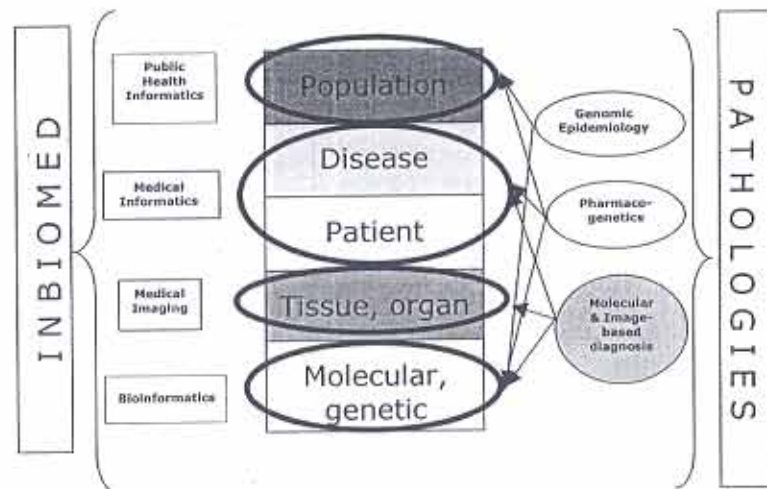 INBIOMED
Public
Health
Informatics
Medical
Informatics
Medical
Imaging
Bioinformatics
Population
Disease
Patient
Tissue, organ
Molecular,
genetic
Genomic
Epidemiology
Pharmaco-
genetics
Molecular
& Image-
based
diagnosis
PATHOLOGIES